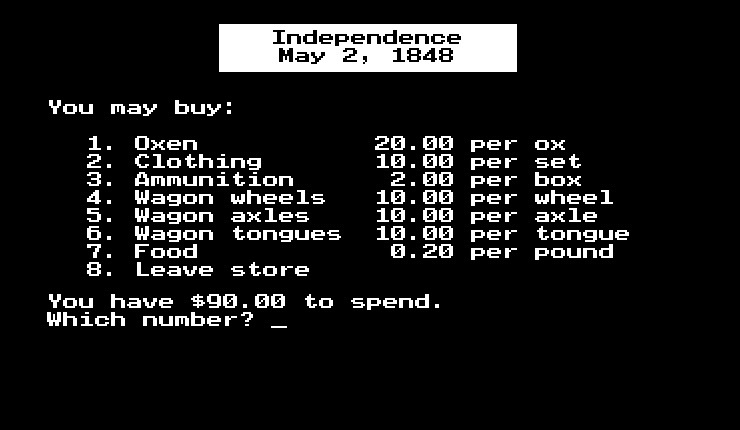 Independence
May 2, 1848
You may buy:
1. Oxen 20.00 per ox
2. Clothing 10.00 per set
3. Ammunition 2.00 per box
4. Wagon wheels 10.00 per wheel
5. Wagon axles 10.00 per axle
6. Wagon tongues 10.00 per tongue
7. Food 0.20 per pound
8. Leave store
You have $90.00 to spend.
Which number? _